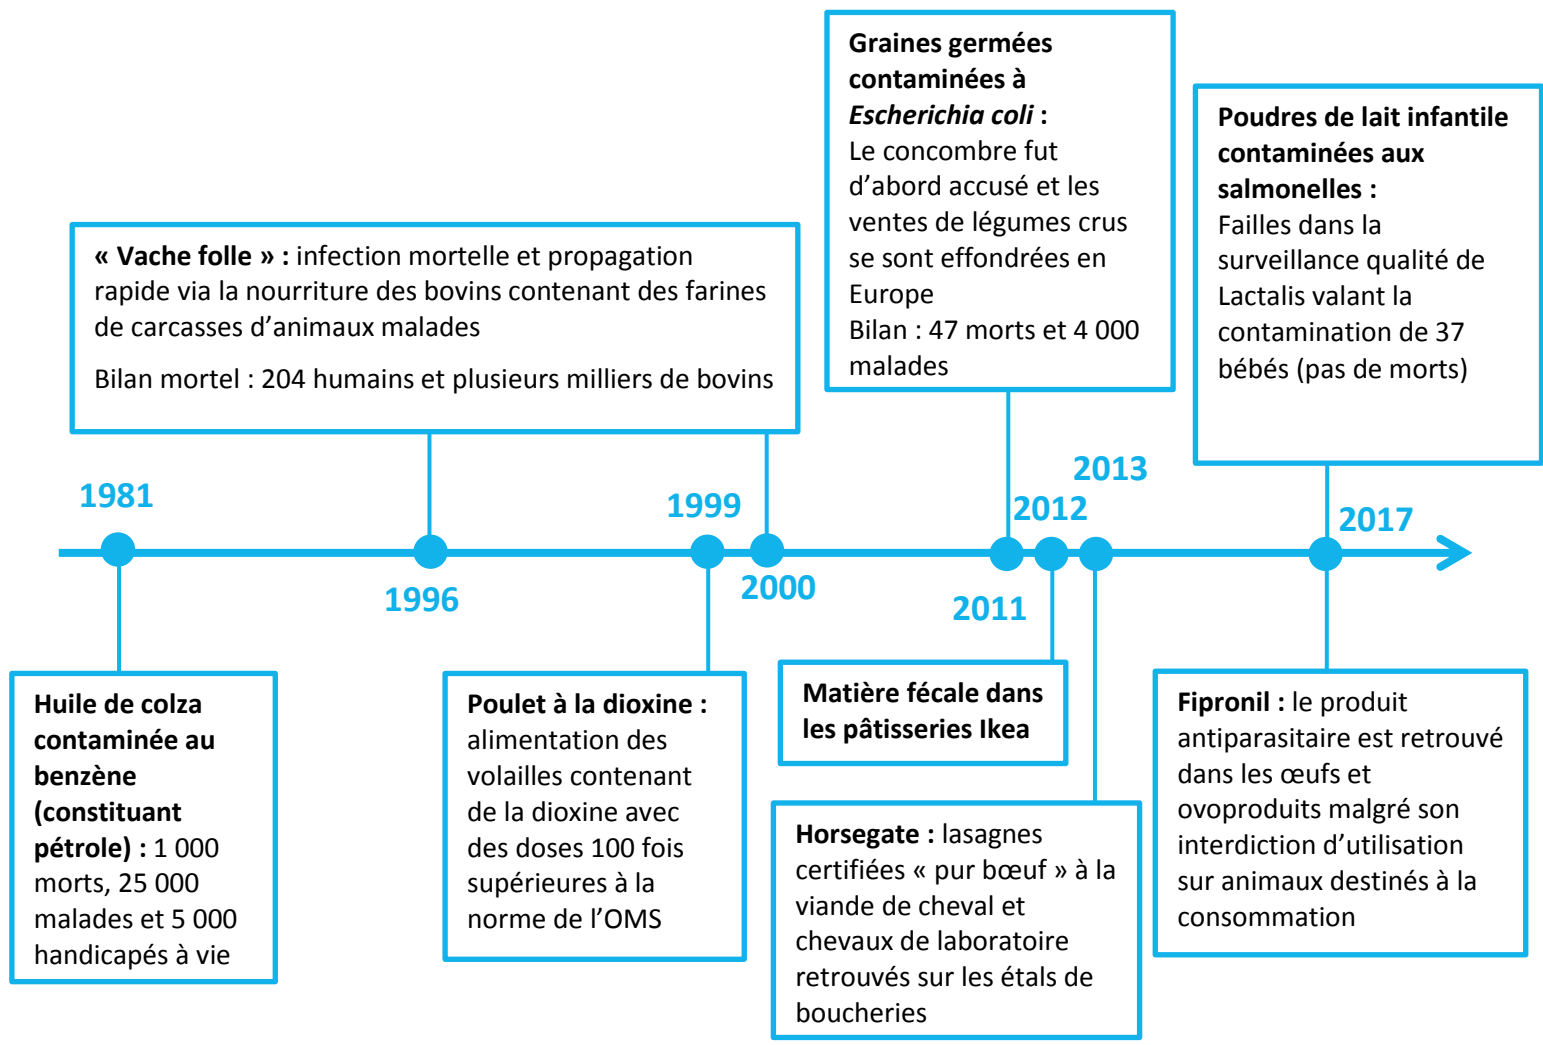 Graines germées
contaminées à
Escherichia coli :
Le concombre fut
d’abord accusé et les
ventes de légumes crus
se sont effondrées en
Europe
Bilan : 47 morts et 4 000
malades
Poudres de lait infantile
contaminées aux
salmonelles :
Failles dans la
surveillance qualité de
Lactalis valant la
contamination de 37
bébés (pas de morts)
« Vache folle » : infection mortelle et propagation
rapide via la nourriture des bovins contenant des farines
de carcasses d’animaux malades
Bilan mortel : 204 humains et plusieurs milliers de bovins
1981
1996
1999
2000
2011
2012
2013
2017
Huile de colza
contaminée au
benzène
(constituant
pétrole) : 1 000
morts, 25 000
malades et 5 000
handicapés à vie
Poulet à la dioxine :
alimentation des
volailles contenant
de la dioxine avec
des doses 100 fois
supérieures à la
norme de l’OMS
Matière fécale dans
les pâtisseries Ikea
Horsegate : lasagnes
certifiées « pur bœuf » à la
viande de cheval et
chevaux de laboratoire
retrouvés sur les étals de
boucheries
Fipronil : le produit
antiparasitaire est retrouvé
dans les œufs et
ovoproduits malgré son
interdiction d’utilisation
sur animaux destinés à la
consommation